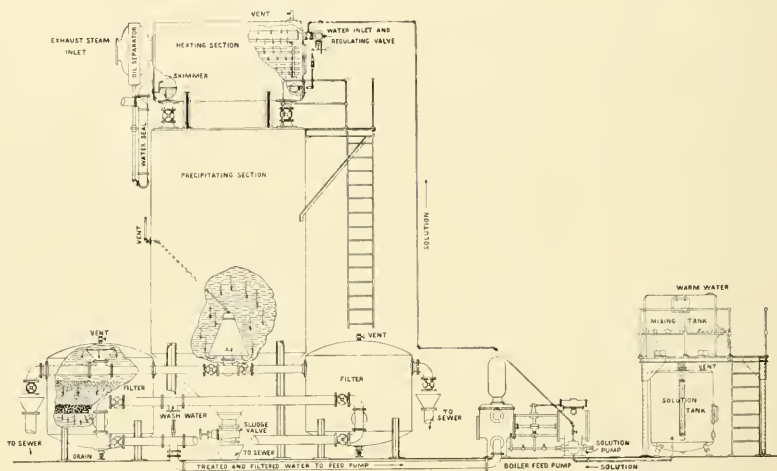 VENT
EXHAUST STEAM
INLET
OIL SEPARATOR
HEATING SECTION
WATER INLET AND
REGULATING VALVE
SKIMMER
WATER SEAL
PRECIPITATING SECTION
VENT
SOLUTION
WARM WATER
MIXING TANK
VENT
SOLUTION
TANK
VENT
FILTER
VENT
FILTER
WASH WATER
SLUDGE
VALVE
TO SEWER
TO
SEWER
TO SEWER
DRAIN
SOLUTION
PUMP
TREATED AND FILTERED WATER TO FEED PUMP
BOILER FEED PUMP
SOLUTION